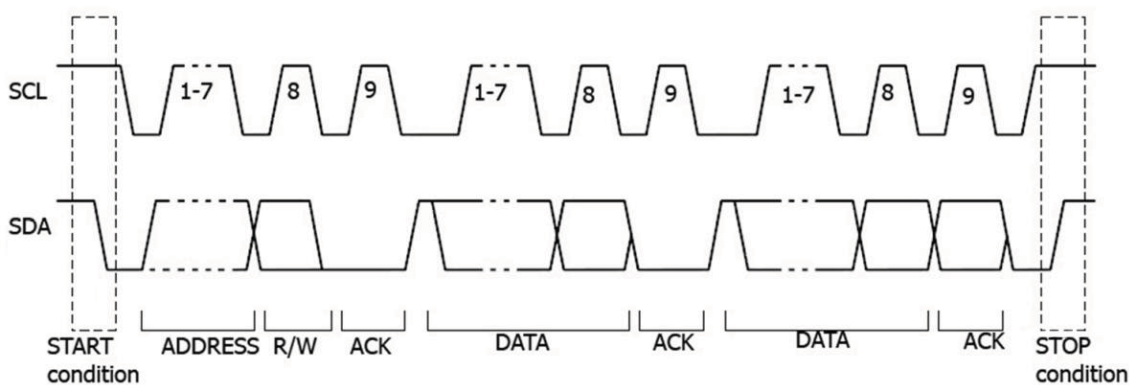 SCL
1-7
8
9
1-7
8
9
1-7
8
9
SDA
START
condition
ADDRESS
R/W
ACK
DATA
ACK
DATA
ACK
STOP
condition